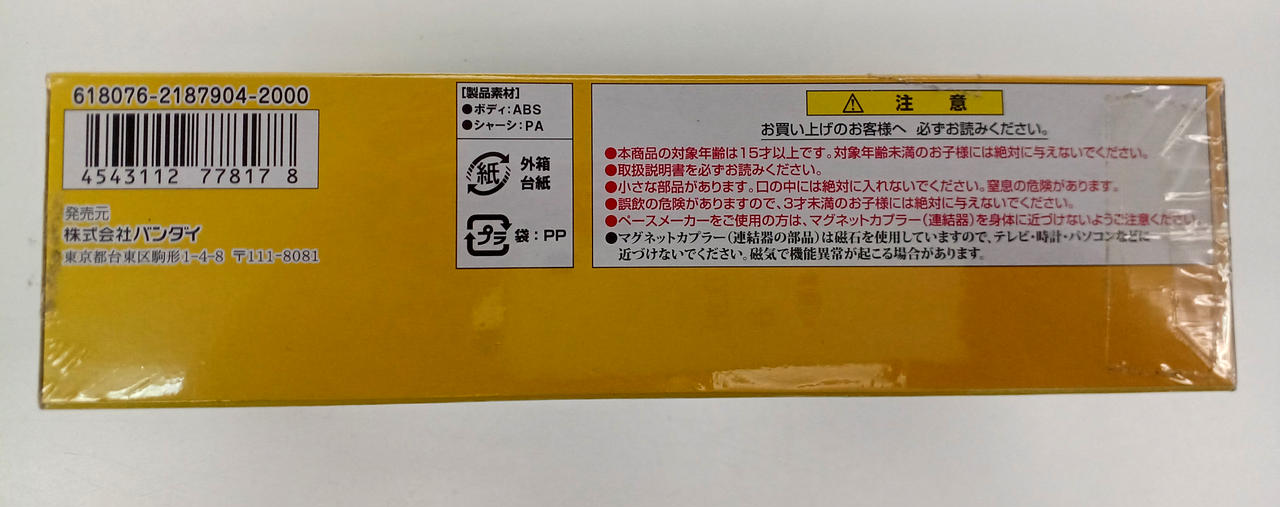 618076-2187904-2000
4543112 77817 8
発売元
株式会社バンダイ
東京都台東区駒形1-4-8 〒111-8081
[製品素材]
●ボディ:ABS
●シャーシ:PA
紙
外箱
台紙
プラ
袋:PP
注意
お買い上げのお客様へ 必ずお読みください。
●本商品の対象年齢は15才以上です。対象年齢未満のお子様には絶対に与えないでください。
●取扱説明書を必ずお読みください。
●小さな部品があります。口の中には絶対に入れないでください。窒息の危険があります。
●誤飲の危険がありますので、3才未満のお子様には絶対に与えないでください。
●ペースメーカーをご使用の方は、マグネットカプラー(連結器)を身体に近づけないようご注意ください。
●マグネットカプラー(連結器の部品)は磁石を使用していますので、テレビ・時計・パソコンなどに
近づけないでください。磁気で機能異常が起こる場合があります。